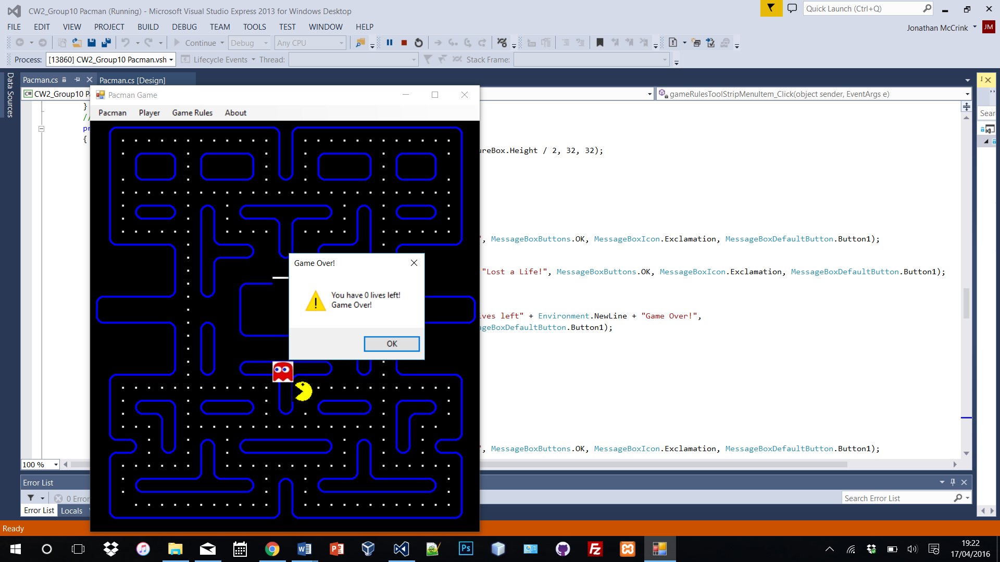 CW2_Group10 Pacman (Running) - Microsoft Visual Studio Express 2013 for Windows Desktop
Quick Launch (Ctrl+Q)
FILE EDIT VIEW PROJECT BUILD DEBUG TEAM TOOLS TEST WINDOW HELP
Jonathan McCrink JM
Continue Debug Any CPU
Process: [13860] CW2_Group10 Pacman.vsh Lifecycle Events Thread: Stack Frame:
Data Sources
Pacman.cs Pacman.cs [Design]
C# CW2_Group10 P
gameRulesToolStripMenuItem_Click(object sender, EventArgs e)
Pacman Game
Pacman Player Game Rules About
Sear
}
//
pr
{
ureBox.Height / 2, 32, 32);
", MessageBoxButtons.OK, MessageBoxIcon.Exclamation, MessageBoxDefaultButton.Button1);
"Lost a Life!", MessageBoxButtons.OK, MessageBoxIcon.Exclamation, MessageBoxDefaultButton.Button1);
ives left" + Environment.NewLine + "Game Over!",
ageBoxDefaultButton.Button1);
", MessageBoxButtons.OK, MessageBoxIcon.Exclamation, MessageBoxDefaultButton.Button1);
Game Over!
You have 0 lives left!
Game Over!
OK
100 %
Error List
0 Error
Search Error List
Error List Locals
Ready
19:22
17/04/2016